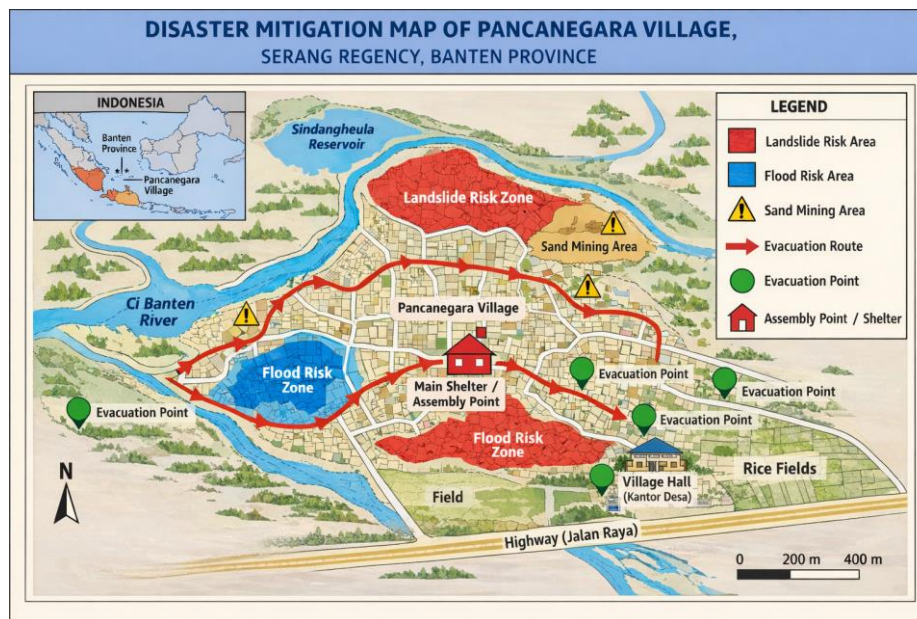 DISASTER MITIGATION MAP OF PANCANEGARA VILLAGE,
SERANG REGENCY, BANTEN PROVINCE
INDONESIA
Banten
Province
Pancanegara
Village
Sindangheula
Reservoir
LEGEND
Landslide Risk Area
Flood Risk Area
Sand Mining Area
Evacuation Route
Evacuation Point
Assembly Point / Shelter
Landslide Risk Zone
Sand Mining Area
Ci Banten
River
Pancanegara Village
Flood Risk
Zone
Main Shelter /
Assembly Point
Evacuation Point
Evacuation Point
Evacuation Point
Evacuation Point
Flood Risk
Zone
Village Hall
(Kantor Desa)
Rice Fields
Field
N
Highway (Jalan Raya)
0 200 m 400 m